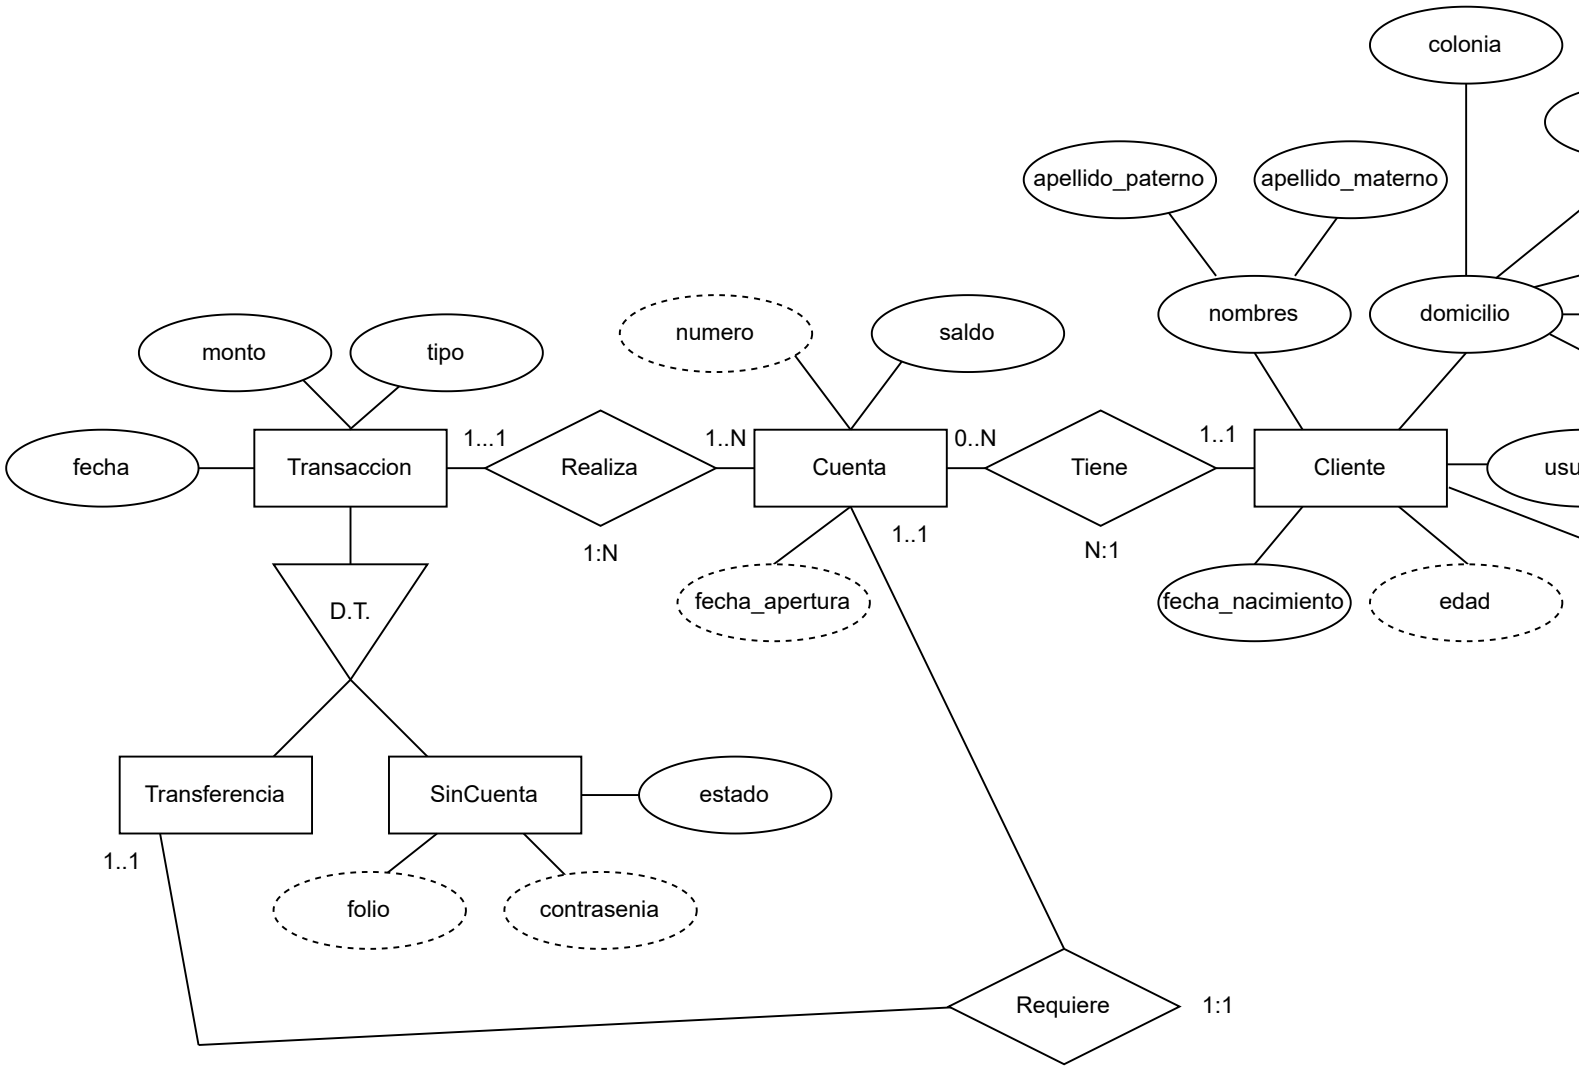 colonia
apellido_paterno
apellido_materno
nombres
domicilio
numero
saldo
monto
tipo
fecha
Transaccion
1...1
Realiza
1:N
1..N
Cuenta
0..N
Tiene
N:1
1..1
Cliente
usu
1..1
fecha_apertura
fecha_nacimiento
edad
D.T.
Transferencia
SinCuenta
estado
1..1
folio
contrasenia
Requiere
1:1